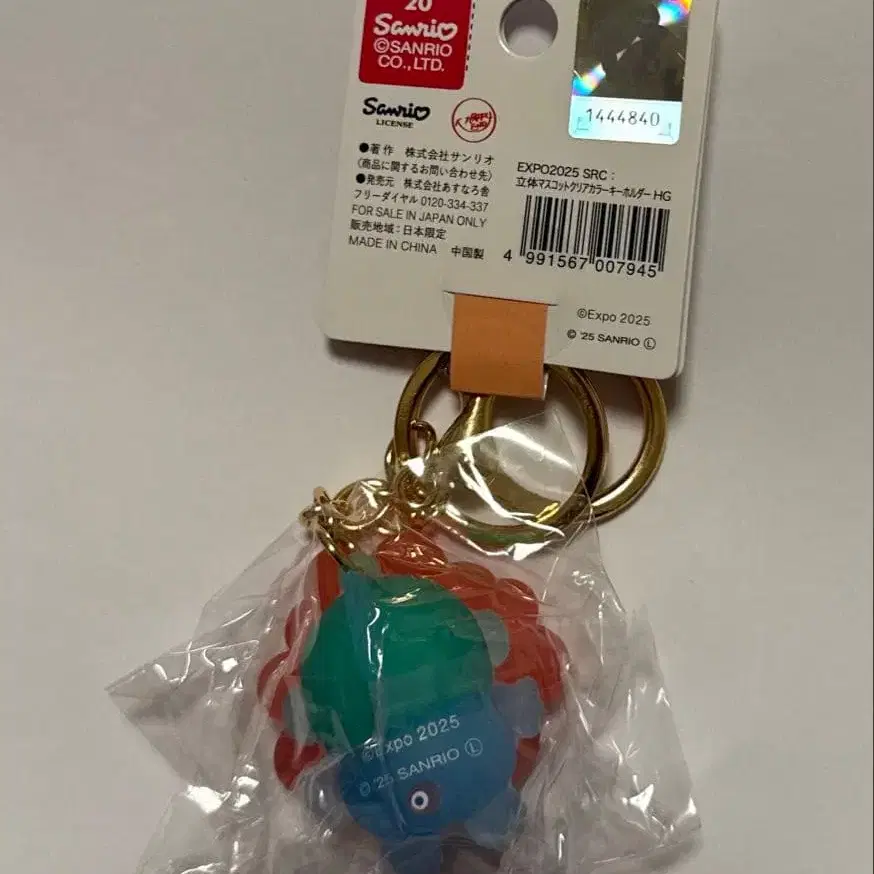 20
Sanrio
©SANRIO
CO., LTD.
Sanrio
LICENSE
1444840
●著作 株式会社サンリオ
(商品に関するお問い合わせ先)
●発売元 株式会社あすなろ舎
フリーダイヤル 0120-334-337
FOR SALE IN JAPAN ONLY
販売地域：日本限定
MADE IN CHINA 中国製
EXPO2025 SRC：
立体マスコットクリアカラーキーホルダー HG
4 991567 007945
©Expo 2025
© '25 SANRIO Ⓛ
©Expo 2025
© '25 SANRIO Ⓛ